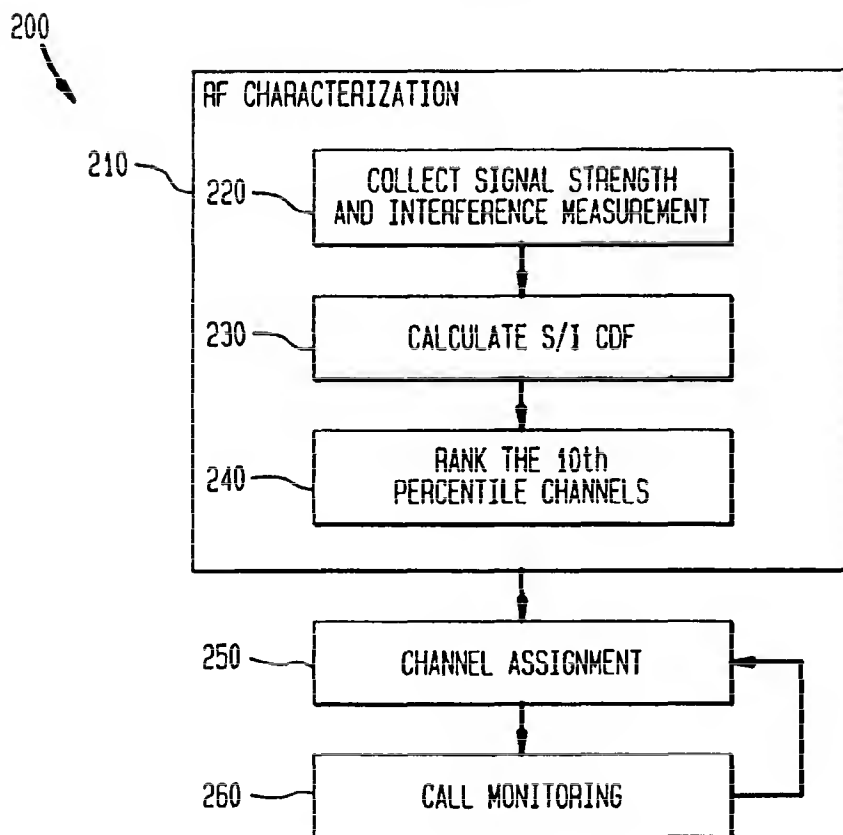 200
RF CHARACTERIZATION
210
220
COLLECT SIGNAL STRENGTH
AND INTERFERENCE MEASUREMENT
230
CALCULATE S/I CDF
240
RANK THE 10th
PERCENTILE CHANNELS
250
CHANNEL ASSIGNMENT
260
CALL MONITORING